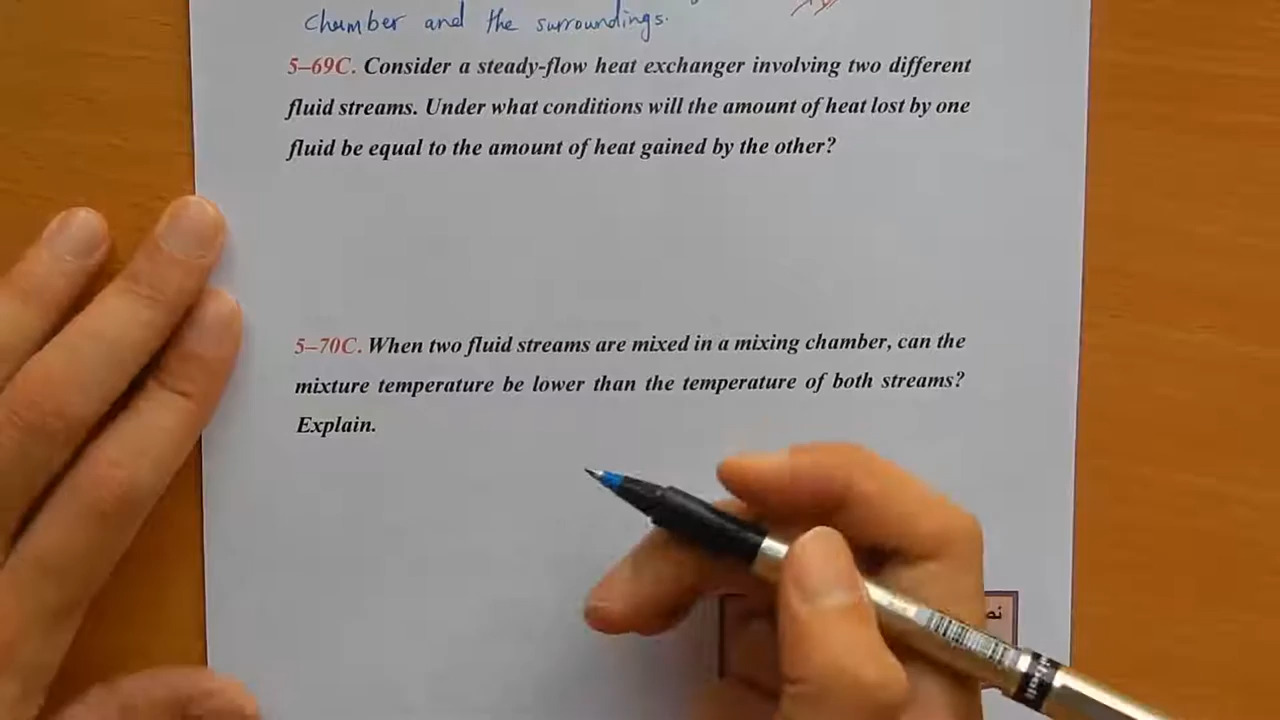 chamber and the surroundings.
5–69C. Consider a steady-flow heat exchanger involving two different
fluid streams. Under what conditions will the amount of heat lost by one
fluid be equal to the amount of heat gained by the other?
5–70C. When two fluid streams are mixed in a mixing chamber, can the
mixture temperature be lower than the temperature of both streams?
Explain.